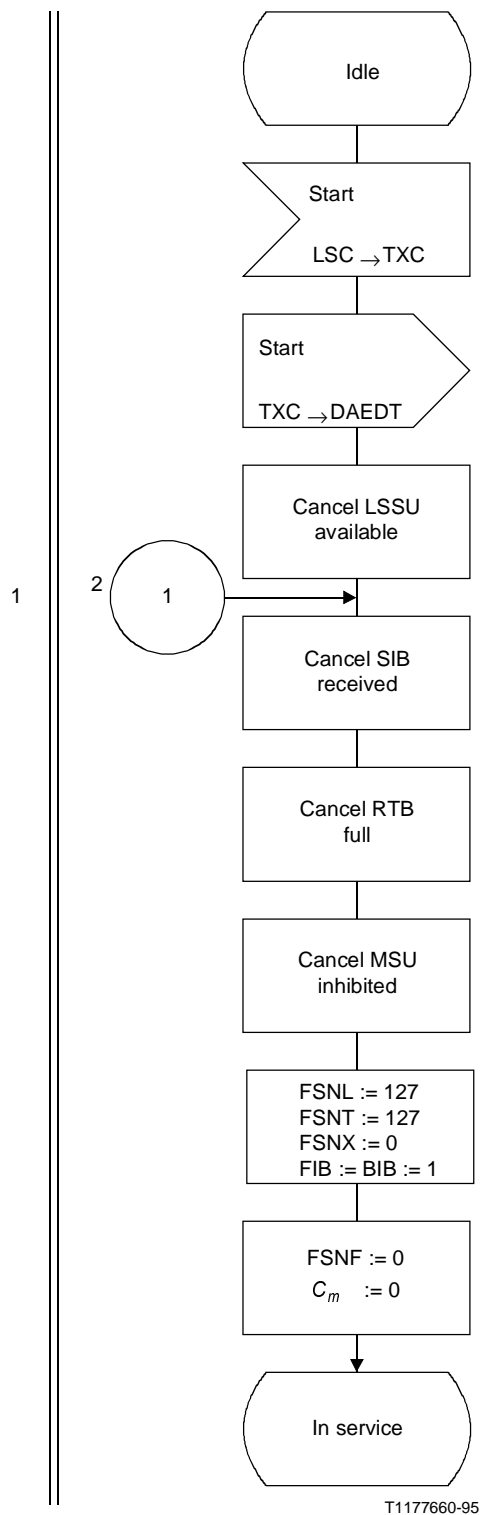 Idle
Start
LSC → TXC
Start
TXC → DAEDT
Cancel LSSU
available
1
2
1
Cancel SIB
received
Cancel RTB
full
Cancel MSU
inhibited
FSNL := 127
FSNT := 127
FSNX := 0
FIB := BIB := 1
FSNF := 0
Cm := 0
In service
T1177660-95